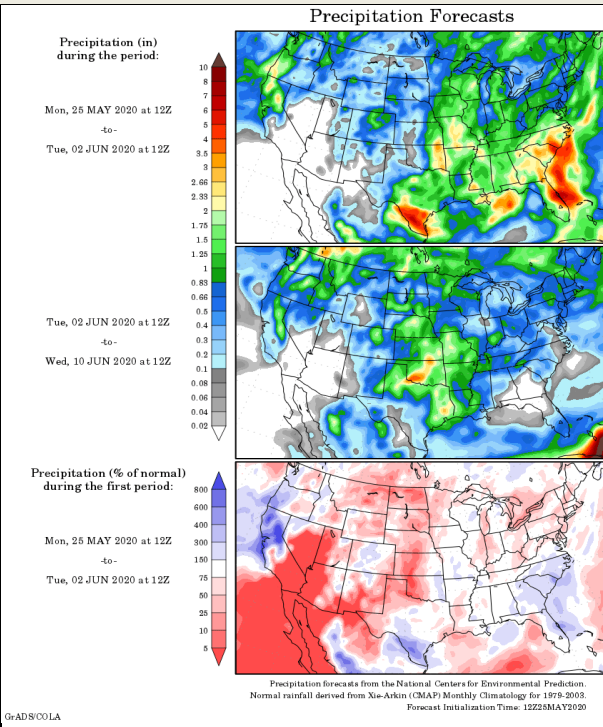 Precipitation Forecasts
Precipitation (in)
during the period:
Mon, 25 MAY 2020 at 12Z
-to-
Tue, 02 JUN 2020 at 12Z
10
8
7
6
5
4
3.5
3
2.66
2.33
2
1.75
1.5
1.25
1
0.83
0.66
0.5
0.4
0.3
0.2
0.1
0.08
0.06
0.04
0.02
Tue, 02 JUN 2020 at 12Z
-to-
Wed, 10 JUN 2020 at 12Z
Precipitation (% of normal)
during the first period:
Mon, 25 MAY 2020 at 12Z
-to-
Tue, 02 JUN 2020 at 12Z
800
600
400
300
150
75
50
25
10
5
Precipitation forecasts from the National Centers for Environmental Prediction.
Normal rainfall derived from Xie-Arkin (CMAP) Monthly Climatology for 1979-2003.
Forecast Initialization Time: 12Z25MAY2020
GrADS/COLA